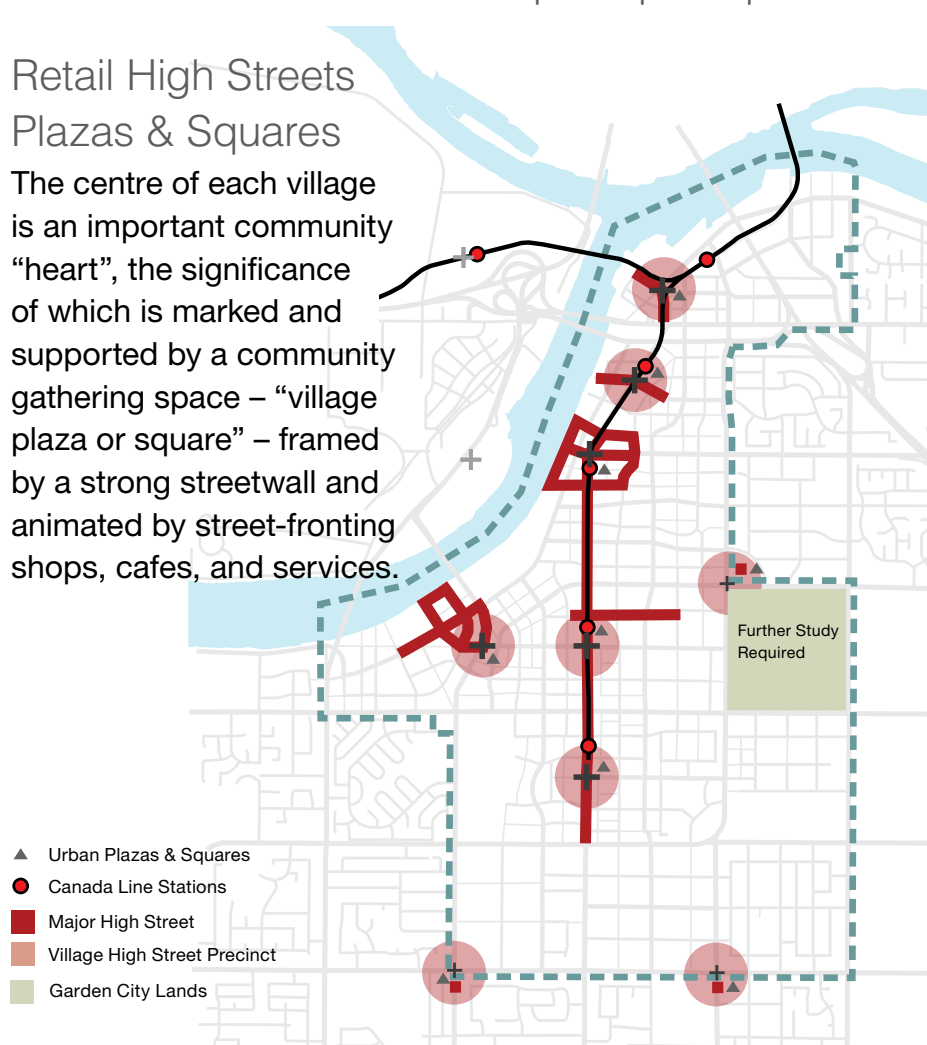 Retail High Streets
Plazas & Squares
The centre of each village
is an important community
“heart”, the significance
of which is marked and
supported by a community
gathering space – “village
plaza or square” – framed
by a strong streetwall and
animated by street-fronting
shops, cafes, and services.
Further Study
Required
Urban Plazas & Squares
Canada Line Stations
Major High Street
Village High Street Precinct
Garden City Lands